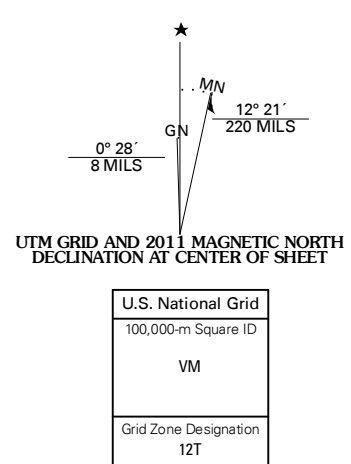 MN
12° 21´
220 MILS
GN
0° 28´
8 MILS
UTM GRID AND 2011 MAGNETIC NORTH
DECLINATION AT CENTER OF SHEET
U.S. National Grid
100,000-m Square ID
VM
Grid Zone Designation
12T